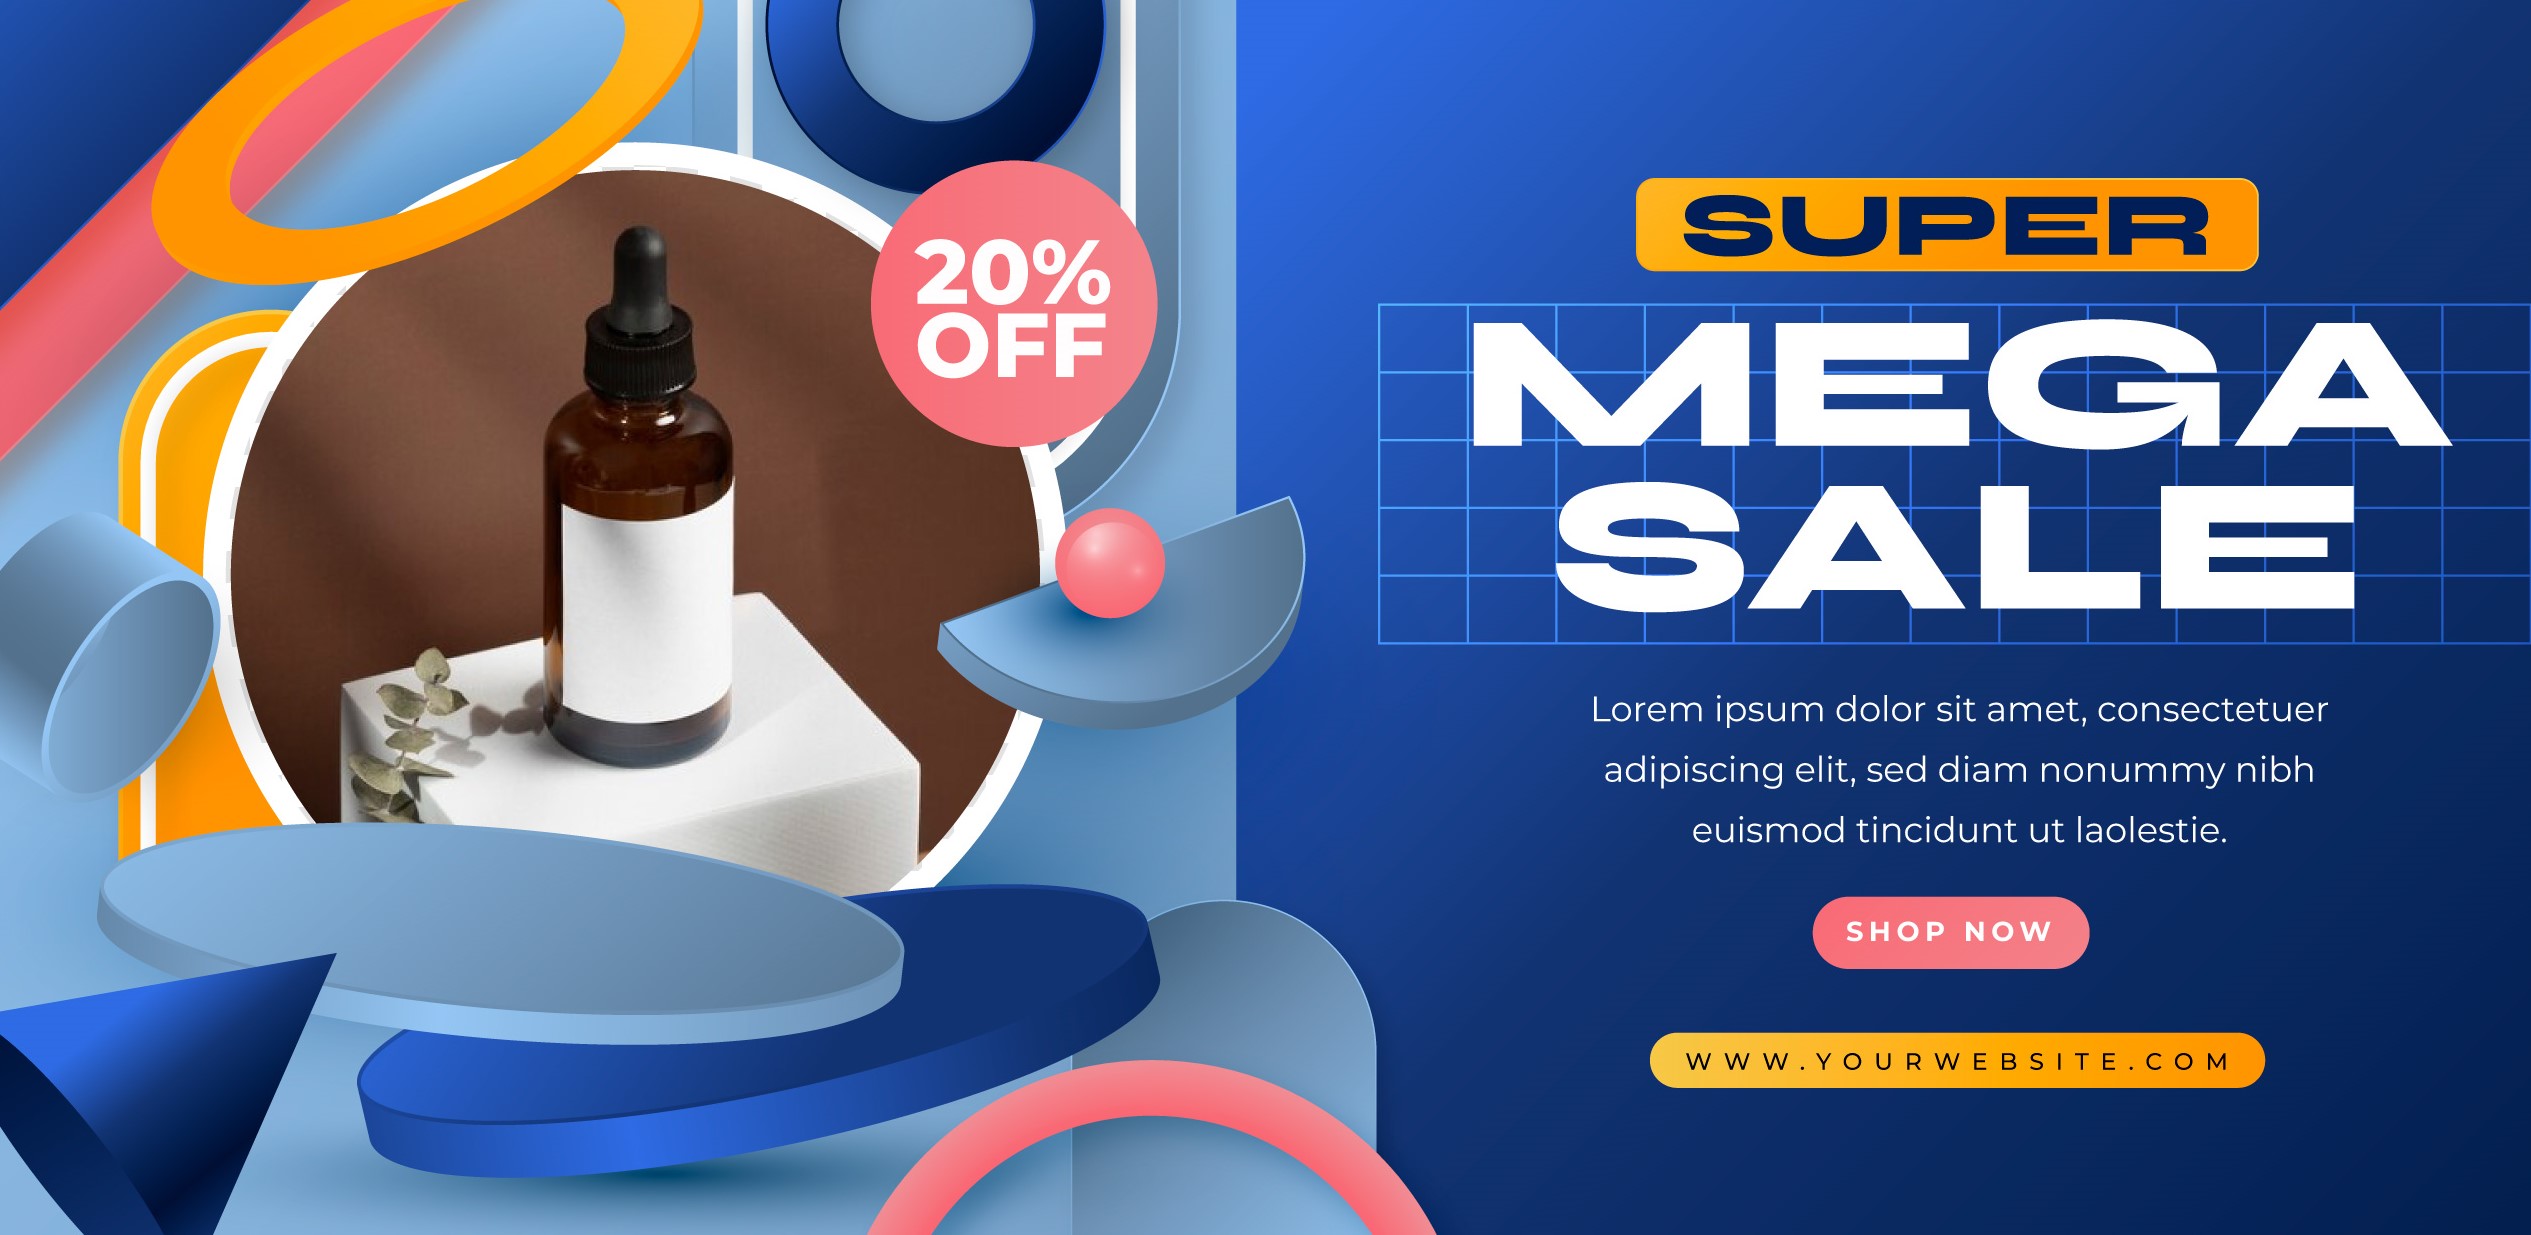 20%
OFF
SUPER
MEGA
SALE
Lorem ipsum dolor sit amet, consectetuer
adipiscing elit, sed diam nonummy nibh
euismod tincidunt ut laolestie.
SHOP NOW
WWW.YOURWEBSITE.COM